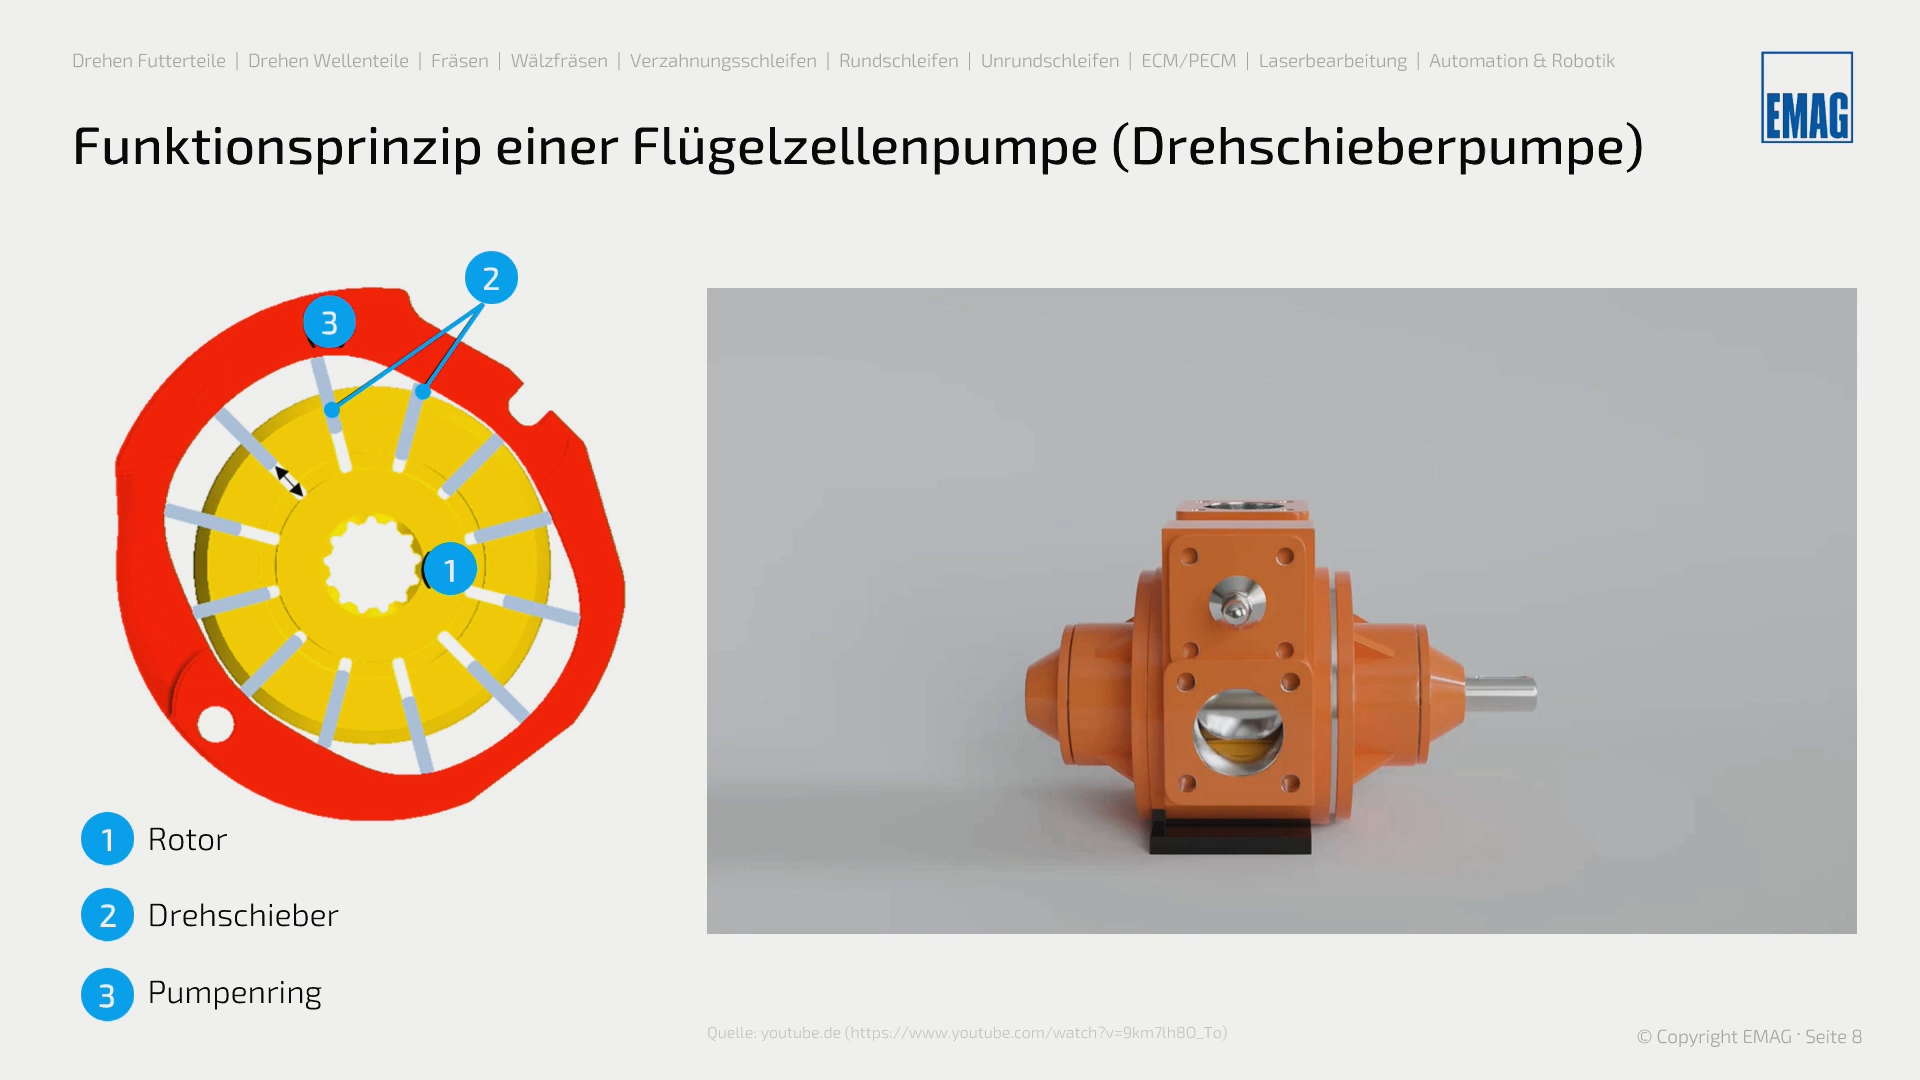 Drehen Futterteile | Drehen Wellenteile | Fräsen | Wälzfräsen | Verzahnungsschleifen | Rundschleifen | Unrundschleifen | ECM/PECM | Laserbearbeitung | Automation & Robotik
EMAG
Funktionsprinzip einer Flügelzellenpumpe (Drehschieberpumpe)
2
3
1
1 Rotor
2 Drehschieber
3 Pumpenring
Quelle: youtube.de (https://www.youtube.com/watch?v=9km7lh8O_To)
© Copyright EMAG · Seite 8